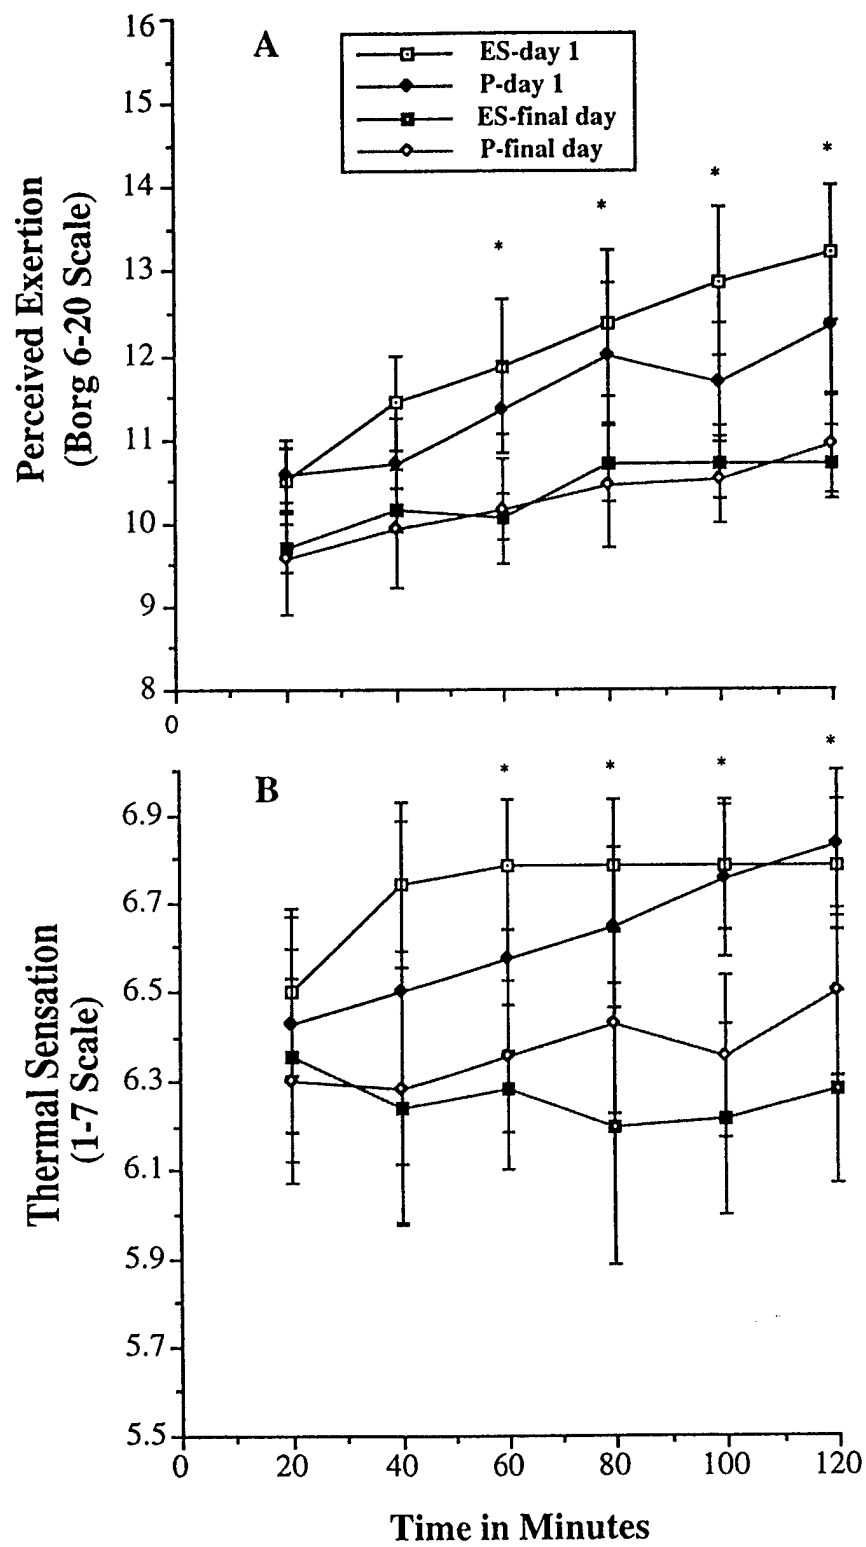 A
ES-day 1
P-day 1
ES-final day
P-final day
Perceived Exertion
(Borg 6-20 Scale)
16
15
14
13
12
11
10
9
8
0
*
*
*
*
B
*
*
*
*
Thermal Sensation
(1-7 Scale)
6.9
6.7
6.5
6.3
6.1
5.9
5.7
5.5
0 20 40 60 80 100 120
Time in Minutes